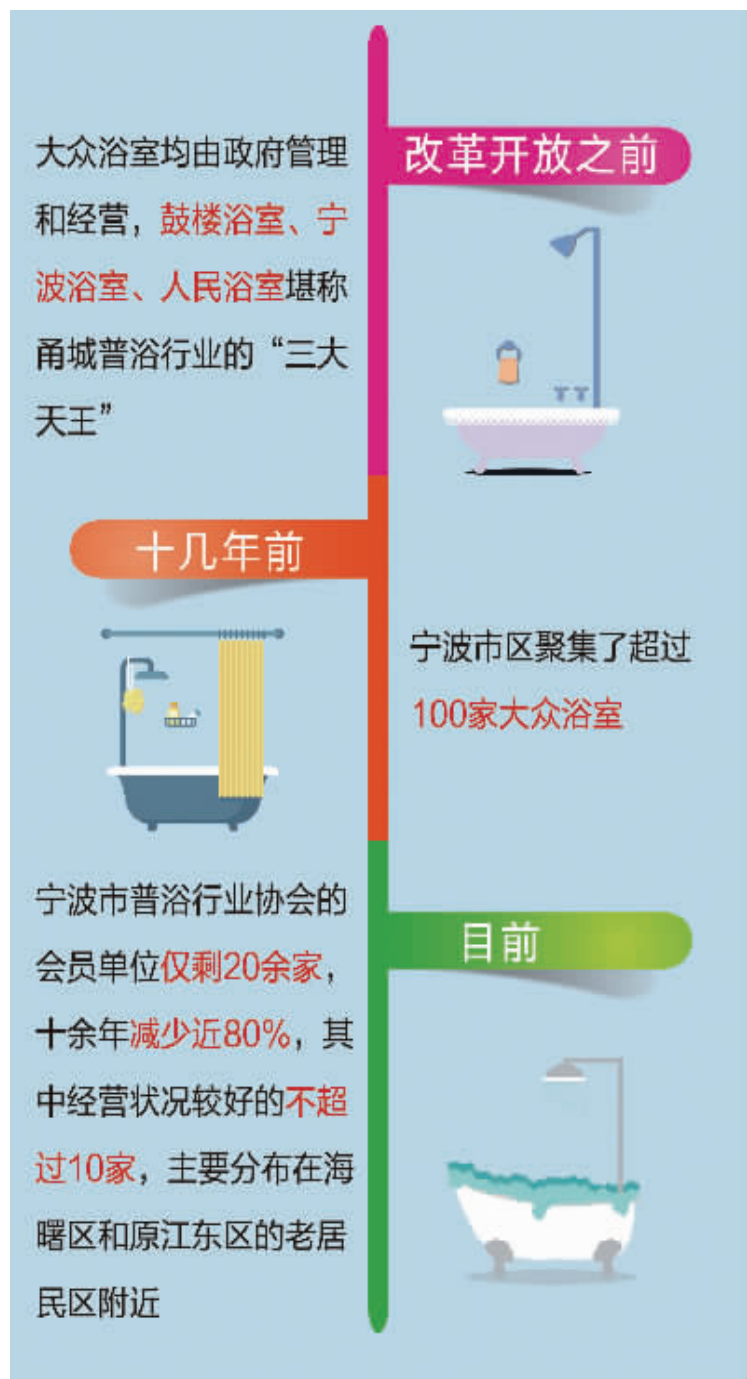 改革开放之前
大众浴室均由政府管理
和经营，鼓楼浴室、宁
波浴室、人民浴室堪称
甬城普浴行业的“三大
天王”
十几年前
宁波市区聚集了超过
100家大众浴室
目前
宁波市普浴行业协会的
会员单位仅剩20余家，
十余年减少近80%，其
中经营状况较好的不超
过10家，主要分布在海
曙区和原江东区的老居
民区附近